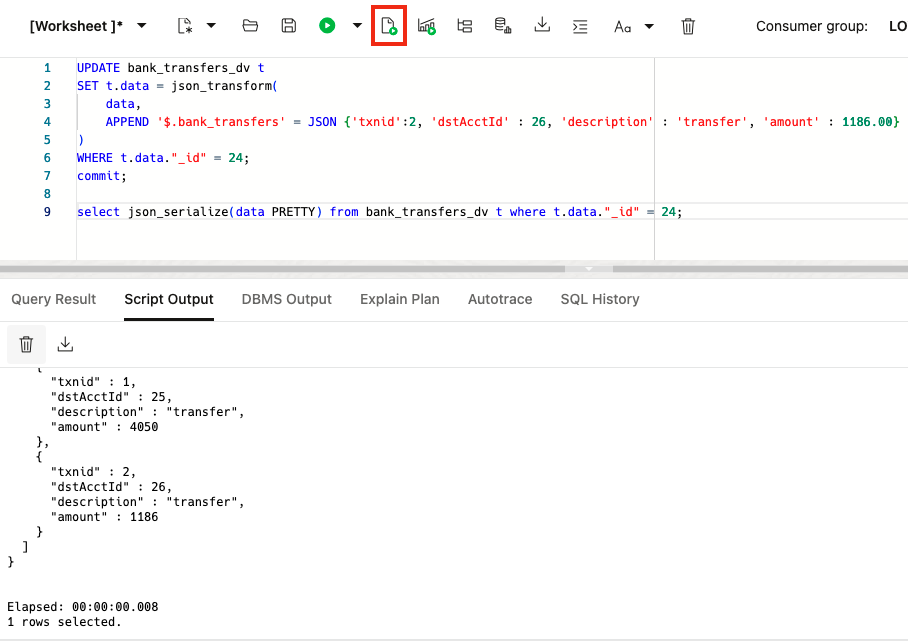 [Worksheet ]*
Aa
Consumer group: LO
1 UPDATE bank_transfers_dv t
2 SET t.data = json_transform(
3 data,
4 APPEND '$.bank_transfers' = JSON {'txnid':2, 'dstAcctId' : 26, 'description' : 'transfer', 'amount' : 1186.00}
5 )
6 WHERE t.data."_id" = 24;
7 commit;
8
9 select json_serialize(data PRETTY) from bank_transfers_dv t where t.data."_id" = 24;
Query Result Script Output DBMS Output Explain Plan Autotrace SQL History
{
"txnid" : 1,
"dstAcctId" : 25,
"description" : "transfer",
"amount" : 4050
},
{
"txnid" : 2,
"dstAcctId" : 26,
"description" : "transfer",
"amount" : 1186
}
]
}
Elapsed: 00:00:00.008
1 rows selected.